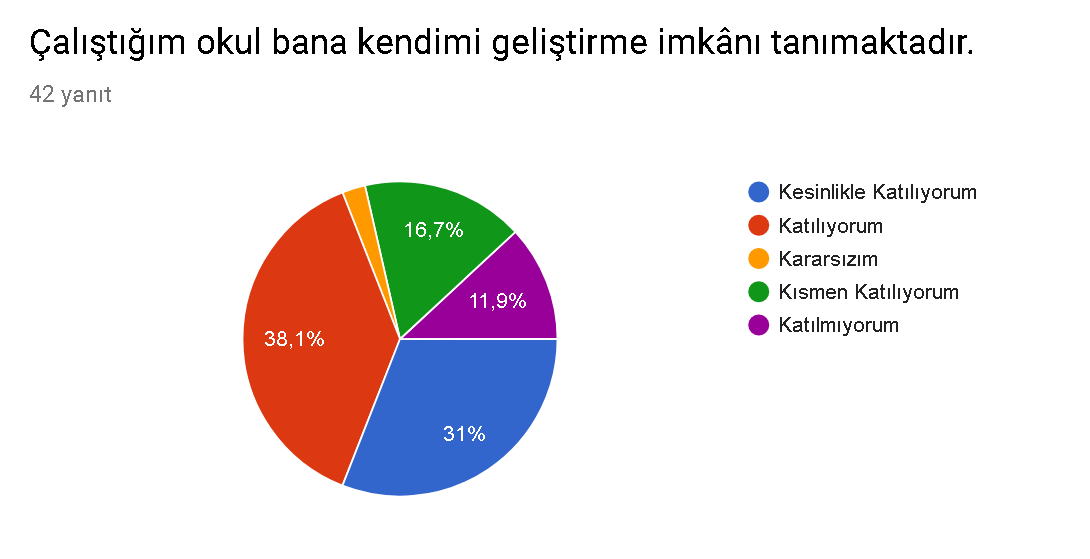 Çalıştığım okul bana kendimi geliştirme imkânı tanımaktadır.
42 yanıt
16,7%
11,9%
38,1%
31%
Kesinlikle Katılıyorum
Katılıyorum
Kararsızım
Kısmen Katılıyorum
Katılmıyorum